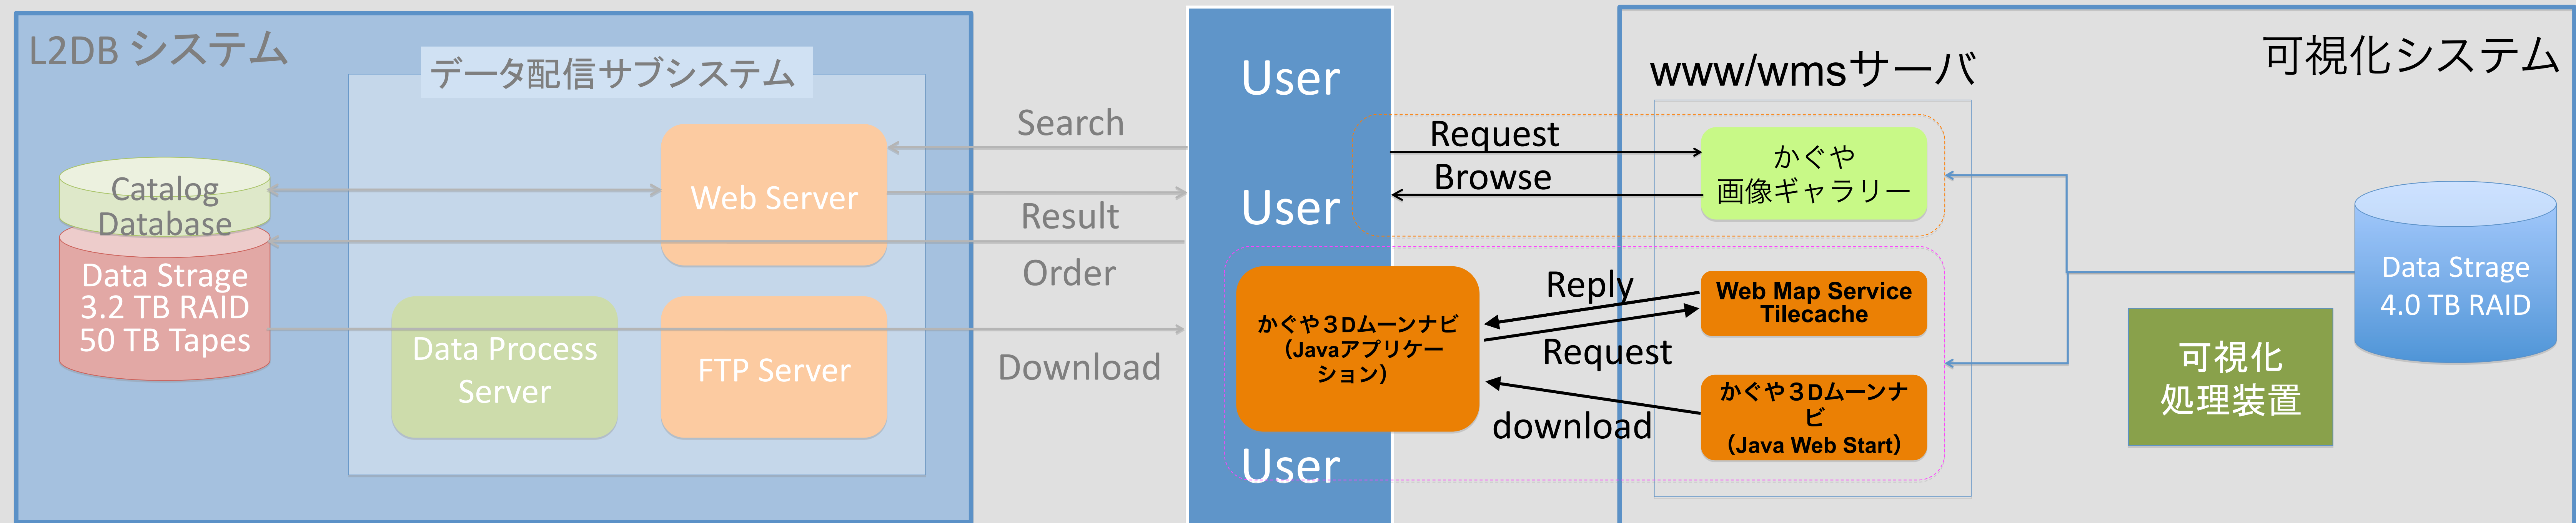 L2DB システム
データ配信サブシステム
Catalog
Database
Data Strage
3.2 TB RAID
50 TB Tapes
Web Server
Data Process
Server
FTP Server
Search
Result
Order
Download
User
User
User
かぐや３Dムーンナビ
（Javaアプリケー
ション）
Request
Browse
Reply
Request
download
www/wmsサーバ
かぐや
画像ギャラリー
Web Map Service
Tilecache
かぐや３Dムーンナ
ビ
（Java Web Start）
可視化システム
Data Strage
4.0 TB RAID
可視化
処理装置